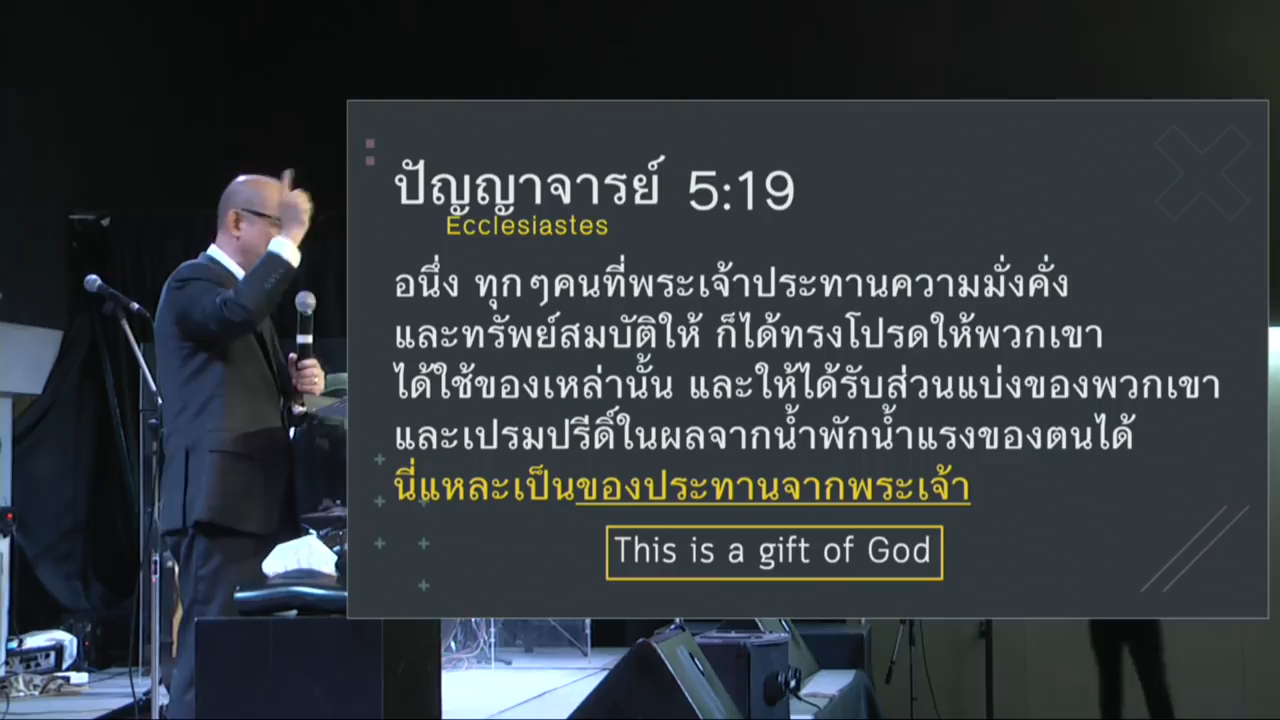 ปัญญาจารย์ 5:19
Ecclesiastes
อนึ่ง ทุกๆคนที่พระเจ้าประทานความมั่งคั่ง
และทรัพย์สมบัติให้ ก็ได้ทรงโปรดให้พวกเขา
ได้ใช้ของเหล่านั้น และให้ได้รับส่วนแบ่งของพวกเขา
และเปรมปรีดิ์ในผลจากน้ำพักน้ำแรงของตนได้
นี่แหละเป็นของประทานจากพระเจ้า
This is a gift of God